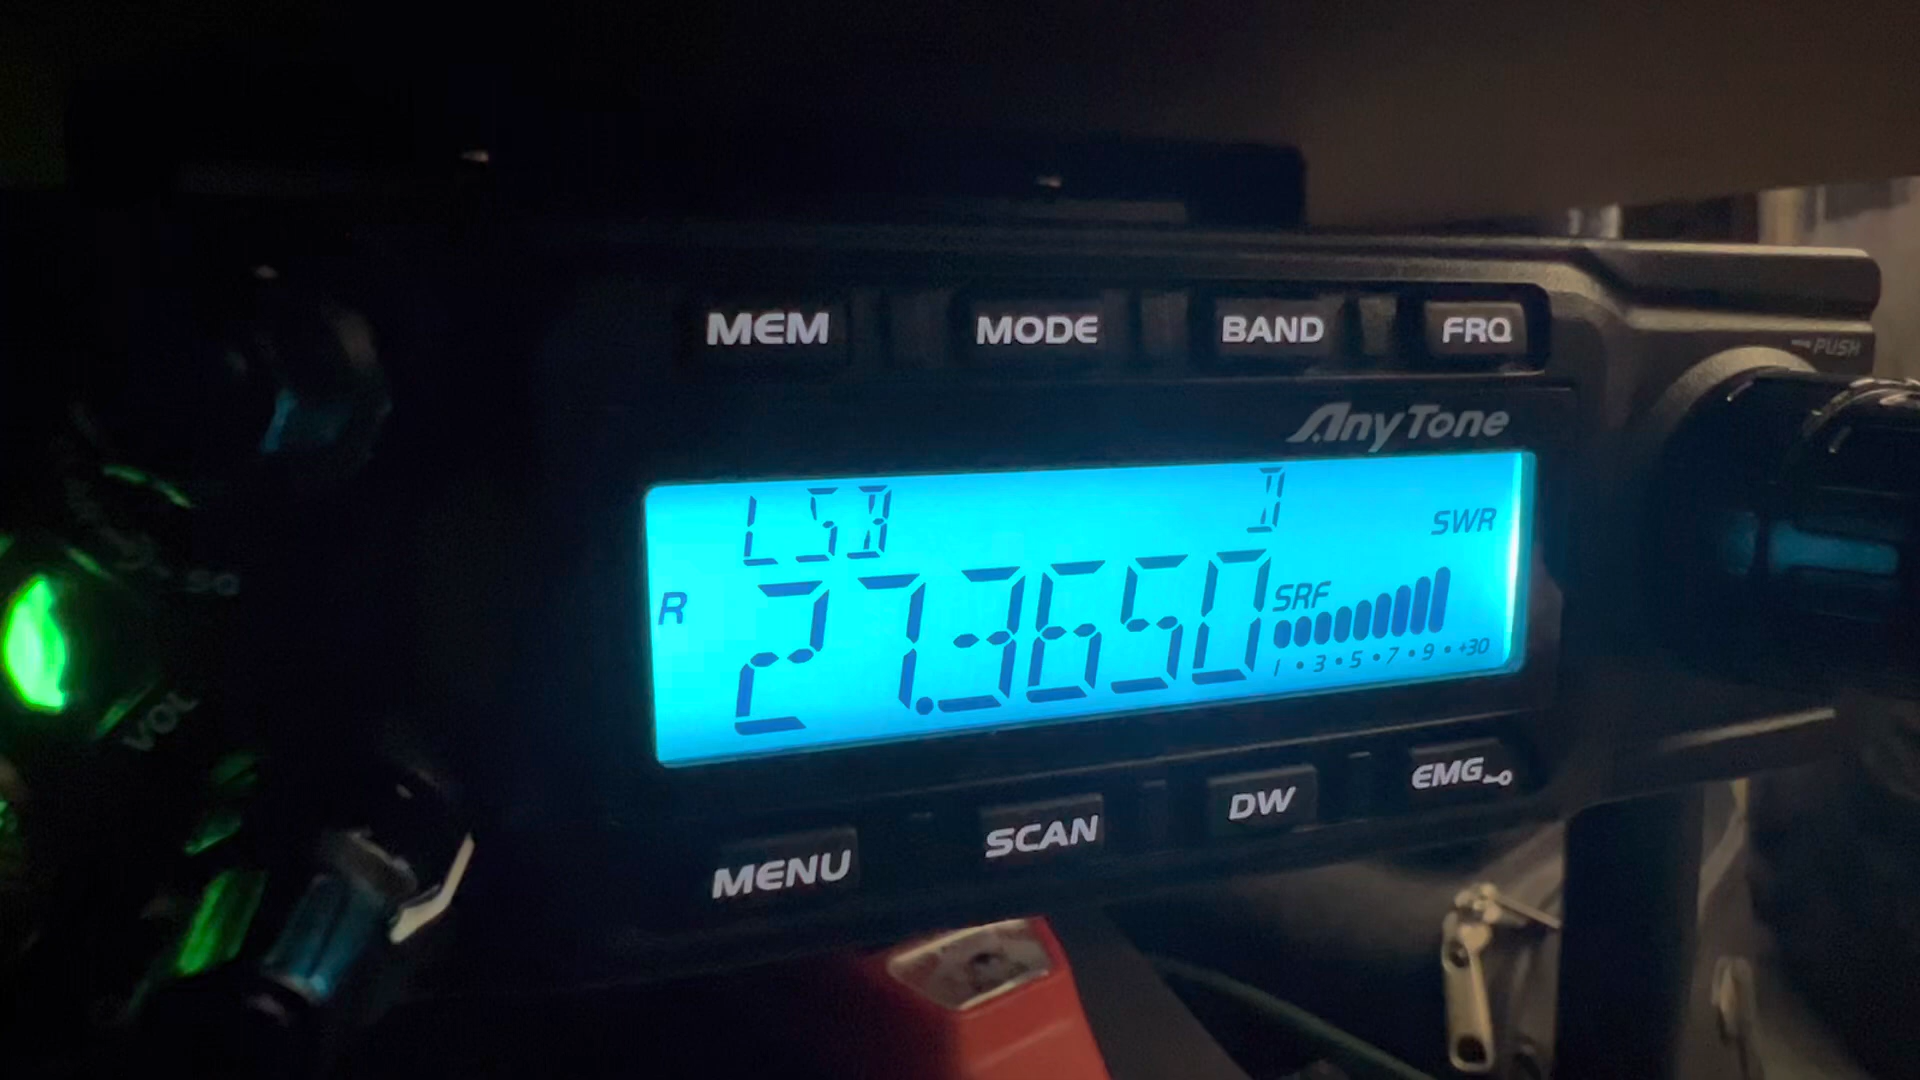 MEM MODE BAND FRQ
PUSH
AnyTone
LSB D SWR
R 27.3650 SRF
1 • 3 • 5 • 7 • 9 • +30
SQ
VOL
MENU SCAN DW EMG